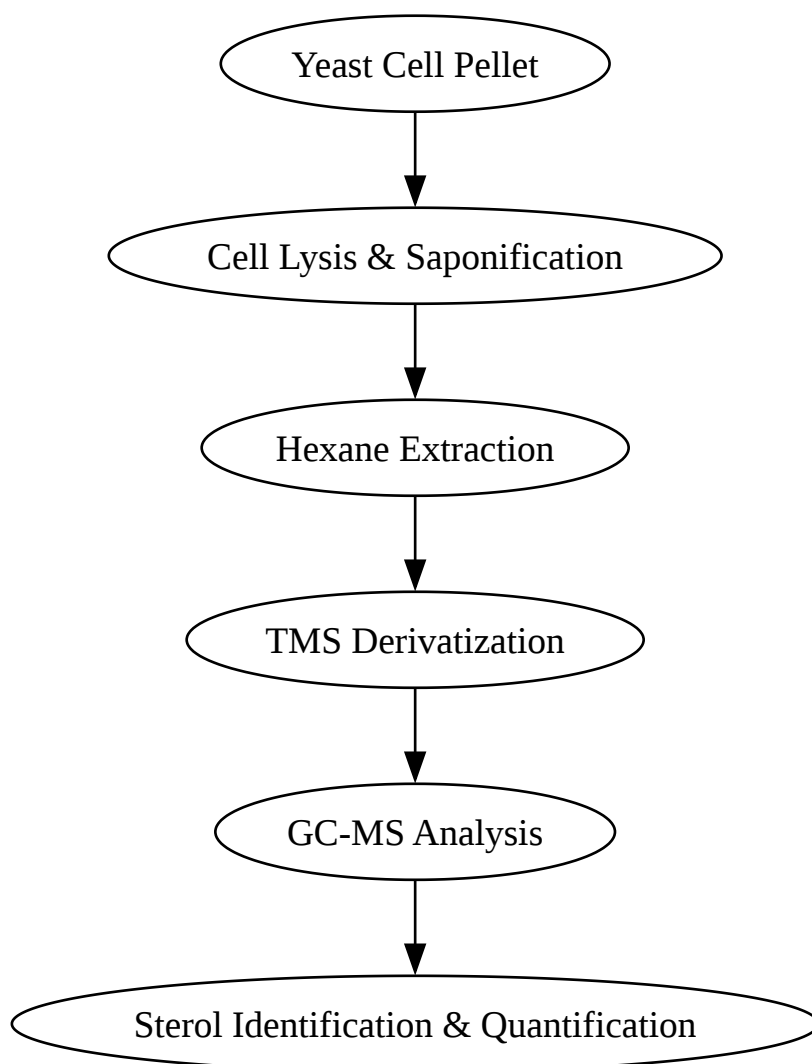 Yeast Cell Pellet
Cell Lysis & Saponification
Hexane Extraction
TMS Derivatization
GC-MS Analysis
Sterol Identification & Quantification